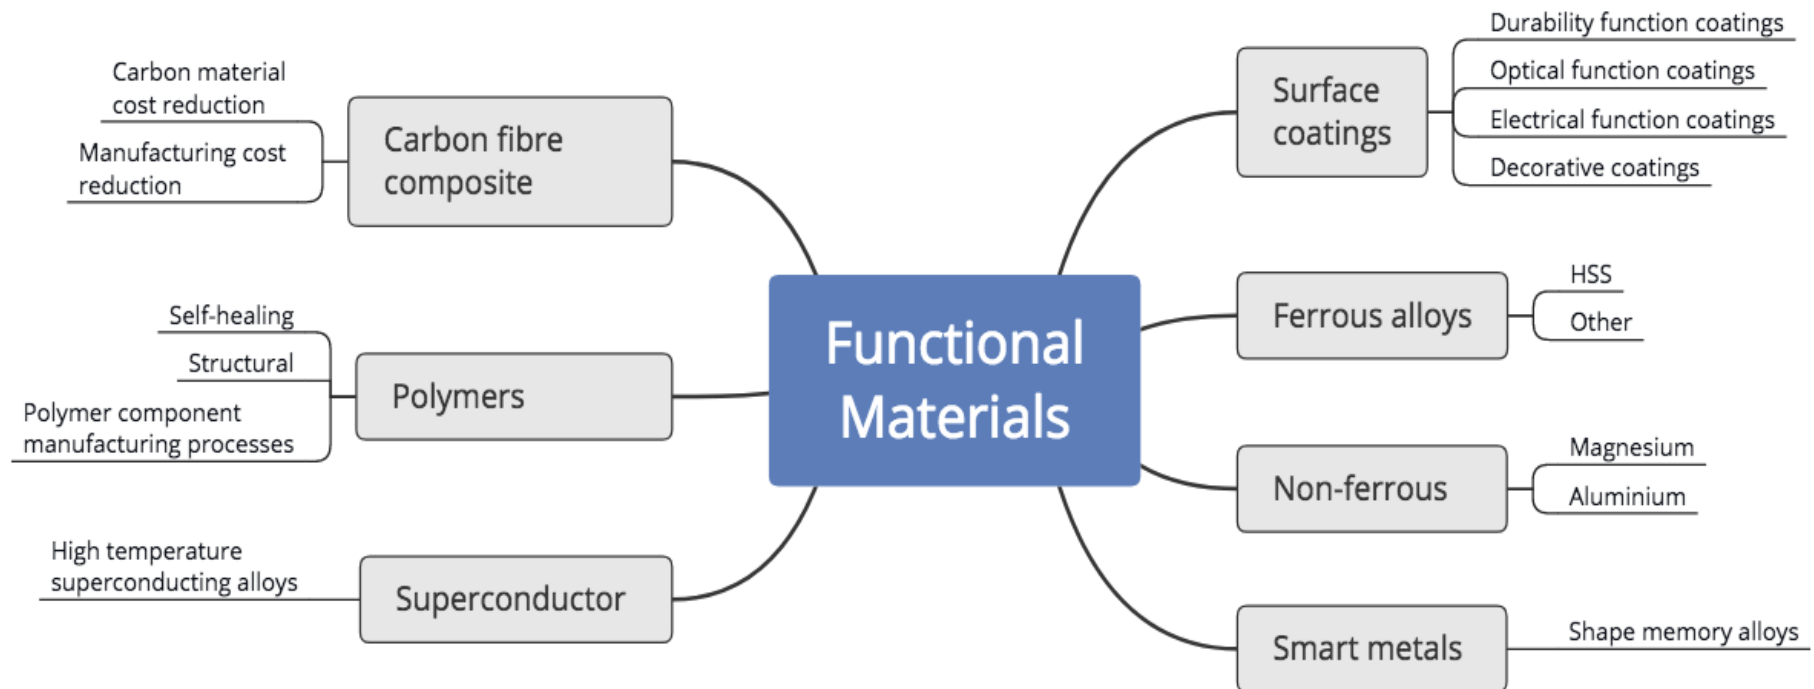 Functional
Materials
Carbon fibre
composite
Carbon material
cost reduction
Manufacturing cost
reduction
Polymers
Self-healing
Structural
Polymer component
manufacturing processes
Superconductor
High temperature
superconducting alloys
Surface
coatings
Durability function coatings
Optical function coatings
Electrical function coatings
Decorative coatings
Ferrous alloys
HSS
Other
Non-ferrous
Magnesium
Aluminium
Smart metals
Shape memory alloys